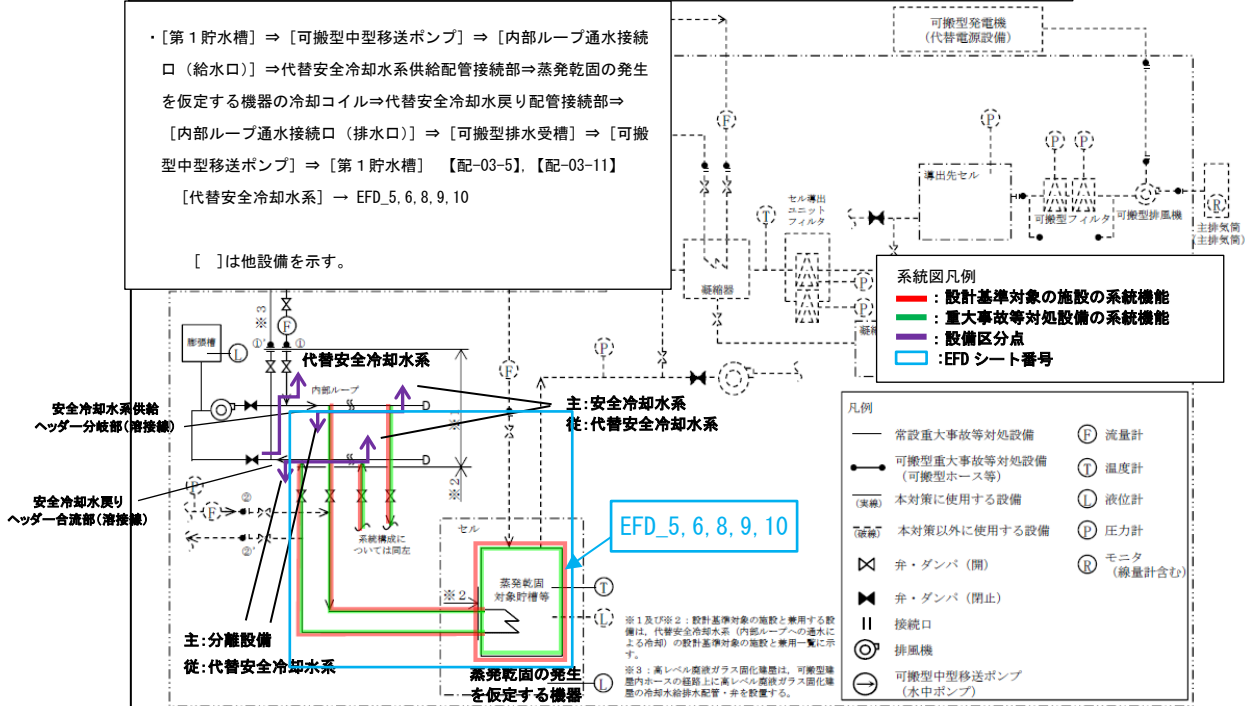 ・[第1貯水槽] ⇒ [可搬型中型移送ポンプ] ⇒ [内部ループ通水接続
口（給水口）] ⇒代替安全冷却水系供給配管接続部⇒蒸発乾固の発生
を仮定する機器の冷却コイル⇒代替安全冷却水戻り配管接続部⇒
[内部ループ通水接続口（排水口）] ⇒ [可搬型排水受槽] ⇒ [可搬
型中型移送ポンプ] ⇒ [第1貯水槽] 【配-03-5】,【配-03-11】
[代替安全冷却水系] → EFD_5, 6, 8, 9, 10
[ ]は他設備を示す。
可搬型発電機
(代替電源設備)
F
P
P
P
導出先セル
可搬型フィルタ
可搬型排風機
R
主排気筒
(主排気筒)
セル導出
ユニット
フィルタ
T
凝縮器
P
P
系統図凡例
：設計基準対象の施設の系統機能
：重大事故等対処設備の系統機能
：設備区分点
：EFD シート番号
※3
F
膨張槽
L
①'
①
代替安全冷却水系
内部ループ
P
F
安全冷却水系供給
ヘッダー分岐部(溶接線)
主:安全冷却水系
従:代替安全冷却水系
安全冷却水戻り
ヘッダー合流部(溶接線)
P
F
②
②'
※2
系統構成に
ついては同左
セル
EFD_5, 6, 8, 9, 10
蒸発乾固
対象貯槽等
※2
T
L
L
主:分離設備
従:代替安全冷却水系
蒸発乾固の発生
を仮定する機器
※1及び※2：設計基準対象の施設と兼用する設
備は，代替安全冷却水系（内部ループへの通水に
よる冷却）の設計基準対象の施設と兼用一覧に示
す。
※3：高レベル廃液ガラス固化建屋は，可搬型建
屋内ホースの経路上に高レベル廃液ガラス固化建
屋の冷却水給排水配管・弁を設置する。
凡例
常設重大事故等対処設備
可搬型重大事故等対処設備
(可搬型ホース等)
(実線) 本対策に使用する設備
(破線) 本対策以外に使用する設備
弁・ダンパ（開）
弁・ダンパ（閉止）
接続口
排風機
可搬型中型移送ポンプ
(水中ポンプ)
F 流量計
T 温度計
L 液位計
P 圧力計
R モニタ
(線量計含む)